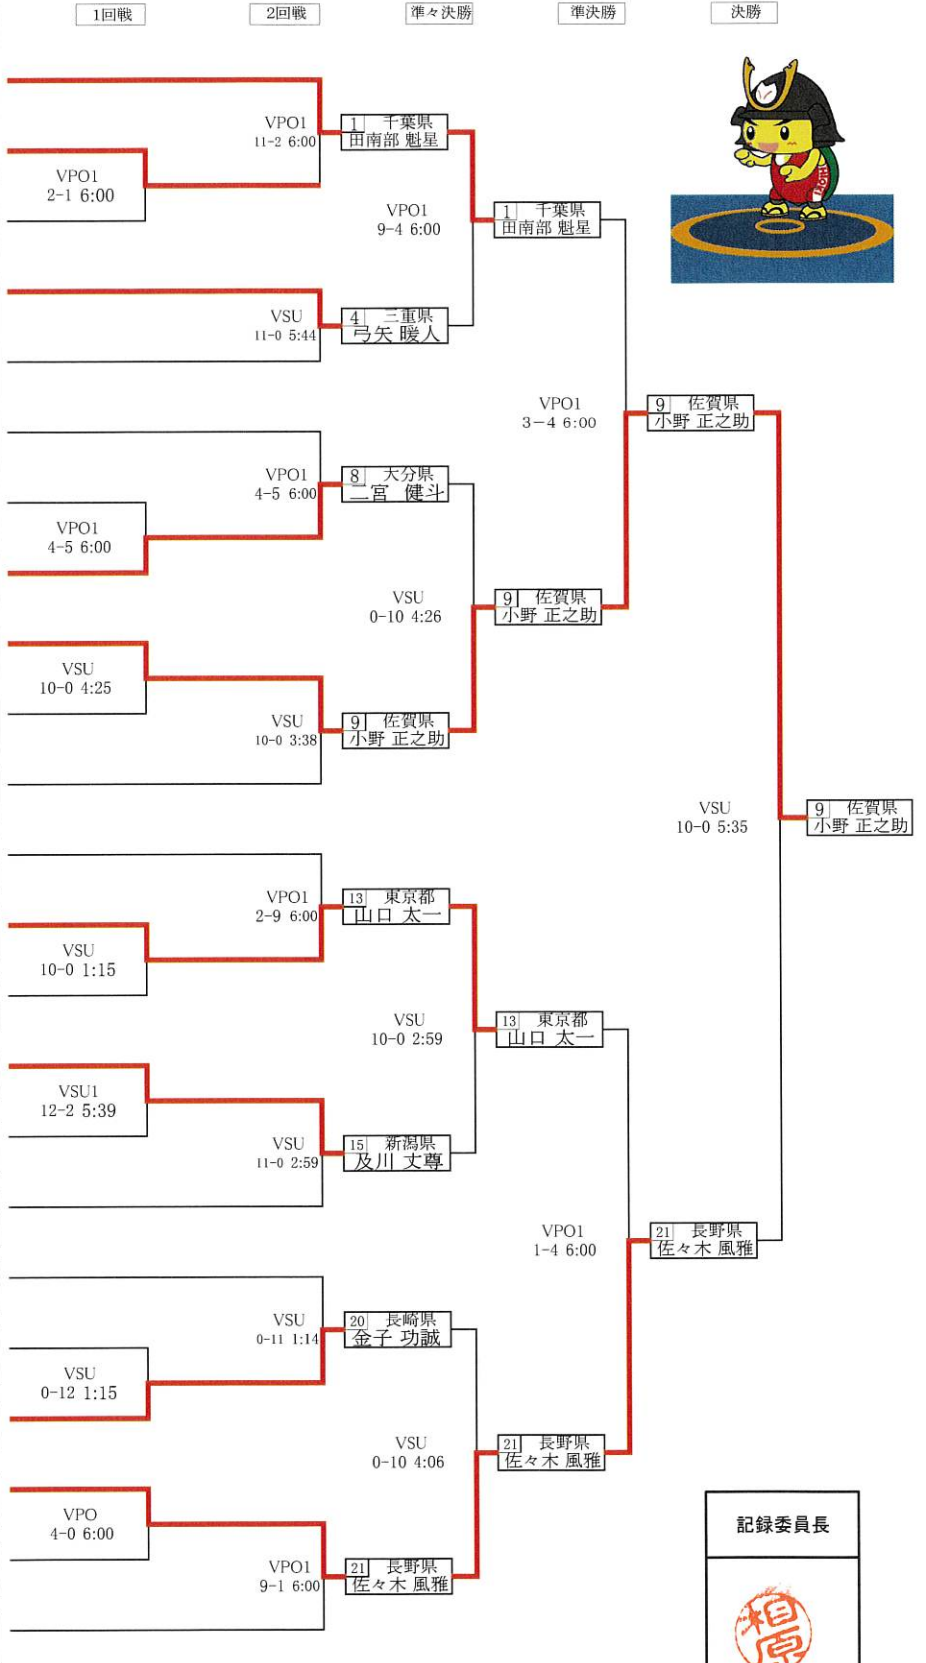 1回戦
2回戦
準々決勝
準決勝
決勝
VPO1
11-2 6:00
1 千葉県
田南部 魁星
VPO1
2-1 6:00
VPO1
9-4 6:00
1 千葉県
田南部 魁星
VSU
11-0 5:44
4 三重県
弓矢 暖人
VPO1
3-4 6:00
9 佐賀県
小野 正之助
VPO1
4-5 6:00
8 大分県
二宮 健斗
VPO1
4-5 6:00
VSU
0-10 4:26
9 佐賀県
小野 正之助
VSU
10-0 4:25
VSU
10-0 3:38
9 佐賀県
小野 正之助
VSU
10-0 5:35
9 佐賀県
小野 正之助
VPO1
2-9 6:00
13 東京都
山口 太一
VSU
10-0 1:15
VSU
10-0 2:59
13 東京都
山口 太一
VSU1
12-2 5:39
VSU
11-0 2:59
15 新潟県
及川 丈尊
VPO1
1-4 6:00
21 長野県
佐々木 風雅
VSU
0-11 1:14
20 長崎県
金子 功誠
VSU
0-12 1:15
VSU
0-10 4:06
21 長野県
佐々木 風雅
VPO
4-0 6:00
VPO1
9-1 6:00
21 長野県
佐々木 風雅
記録委員長
相原